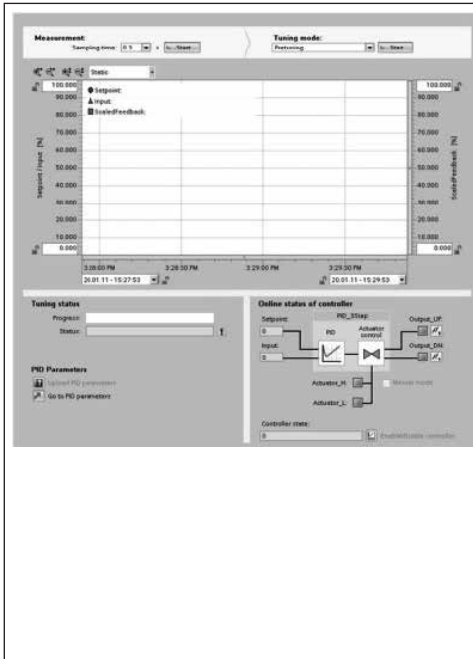 Measurement Tuning mode:
Sampling time: 0.3 s Start Pretuning Start
Static
100.000 100.000
90.000 90.000
Setpoint
Input
ScaledFeedback
80.000 80.000
70.000 70.000
60.000 60.000
50.000 50.000
40.000 40.000
30.000 30.000
20.000 20.000
10.000 10.000
0.000 0.000
Setpoint / Input [%]
ScaledFeedback [%]
3:28:00 PM 3:28:30 PM 3:29:00 PM 3:29:30 PM
20.01.11 - 15:27:53 20.01.11 - 15:29:53
Tuning status
Progress:
Status:
PID Parameters
Upload PID parameters
Go to PID parameters
Online status of controller
PID_3Step
Setpoint: PID Actuator control Output_UP:
0
Input: Output_DN:
0
Actuator_H: Manual mode
Actuator_L:
Controller state:
0 Enable/Disable controller